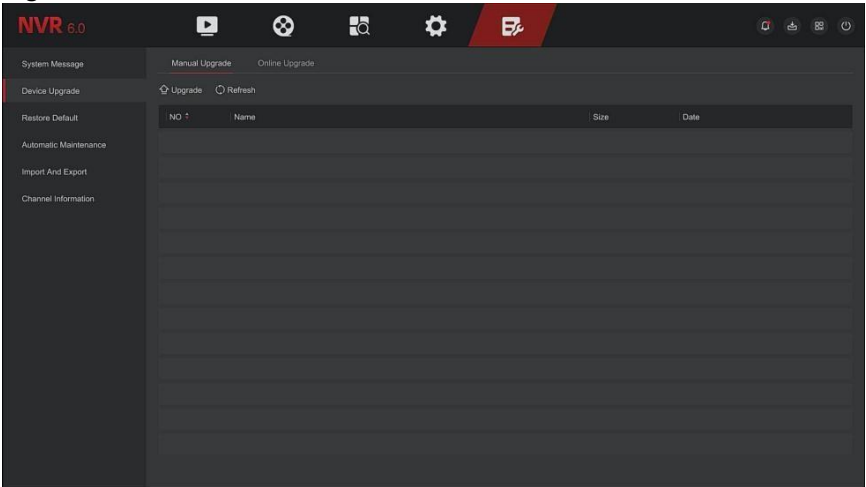 NVR 6.0
System Message
Manual Upgrade Online Upgrade
Device Upgrade
Upgrade Refresh
Restore Default
NO Name Size Date
Automatic Maintenance
Import And Export
Channel Information